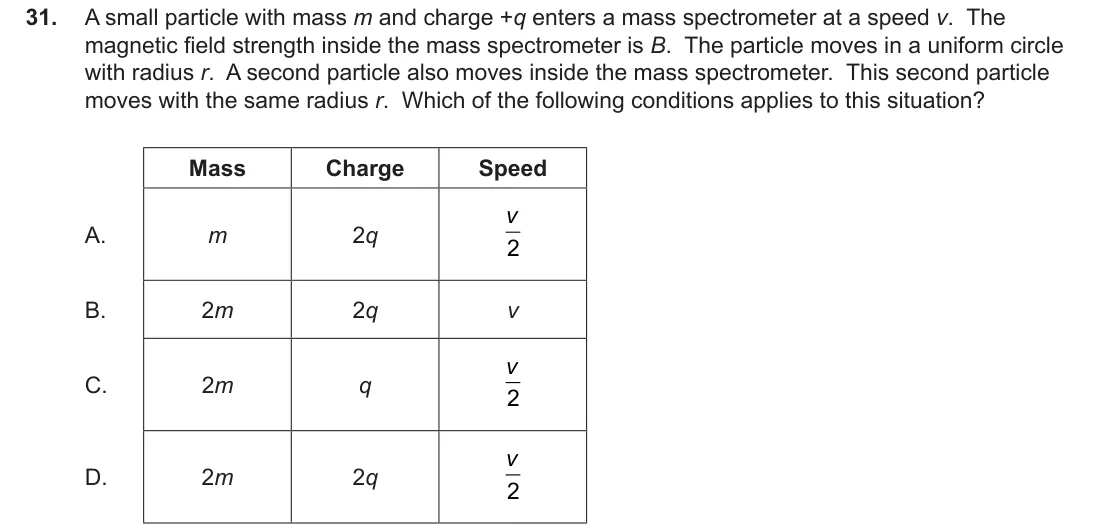 31. A small particle with mass m and charge +q enters a mass spectrometer at a speed v. The
magnetic field strength inside the mass spectrometer is B. The particle moves in a uniform circle
with radius r. A second particle also moves inside the mass spectrometer. This second particle
moves with the same radius r. Which of the following conditions applies to this situation?
Mass Charge Speed
A. m 2q v/2
B. 2m 2q v
C. 2m q v/2
D. 2m 2q v/2